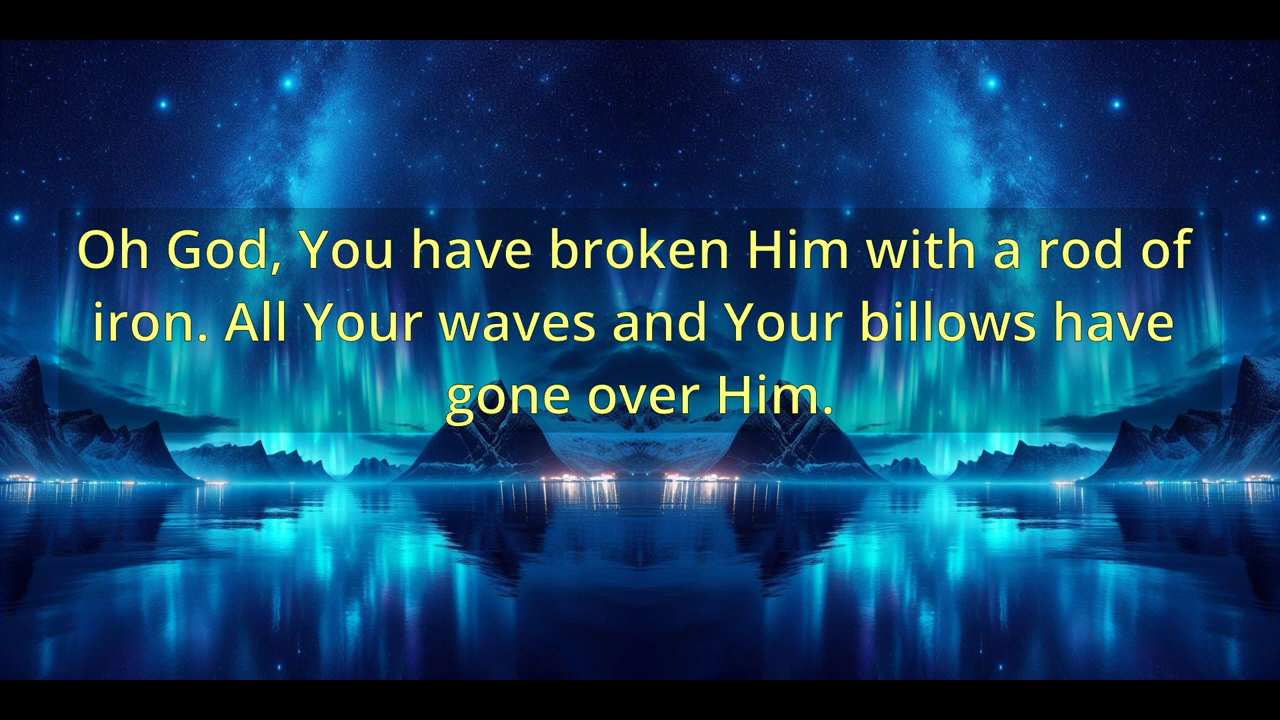 Oh God, You have broken Him with a rod of
iron. All Your waves and Your billows have
gone over Him.